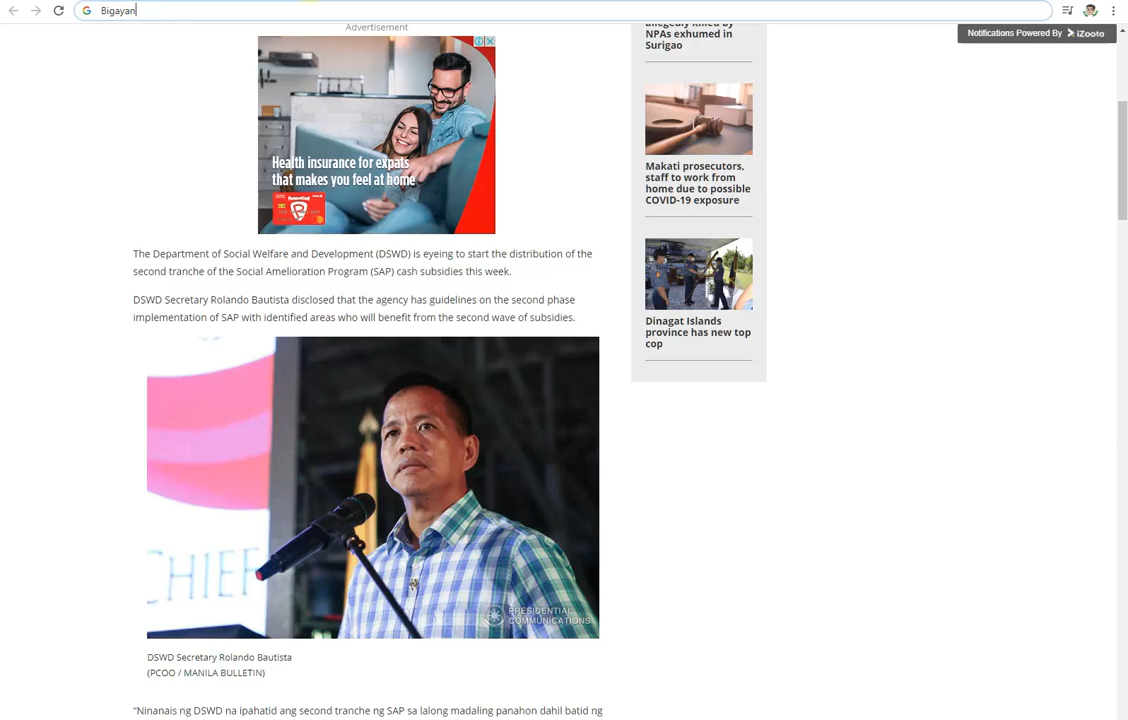 Bigayan
Notifications Powered By iZooto
Advertisement
Health insurance for expats
that makes you feel at home
allegedly killed by
NPAs exhumed in
Surigao
Makati prosecutors,
staff to work from
home due to possible
COVID-19 exposure
Dinagat Islands
province has new top
cop
The Department of Social Welfare and Development (DSWD) is eyeing to start the distribution of the
second tranche of the Social Amelioration Program (SAP) cash subsidies this week.
DSWD Secretary Rolando Bautista disclosed that the agency has guidelines on the second phase
implementation of SAP with identified areas who will benefit from the second wave of subsidies.
CHIEF
PRESIDENTIAL
COMMUNICATIONS
DSWD Secretary Rolando Bautista
(PCOO / MANILA BULLETIN)
“Ninanais ng DSWD na ipahatid ang second tranche ng SAP sa lalong madaling panahon dahil batid ng